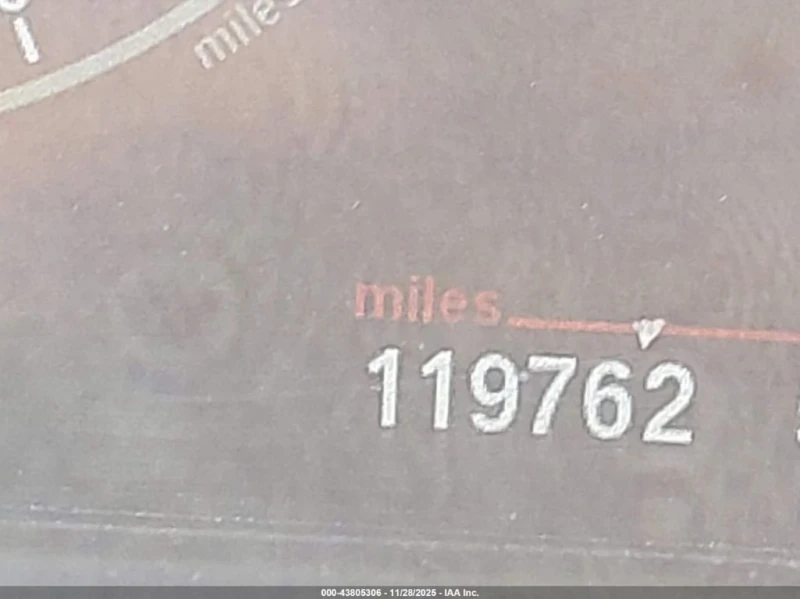 miles
miles
119762
000-43805306 - 11/28/2025 - IAA Inc.